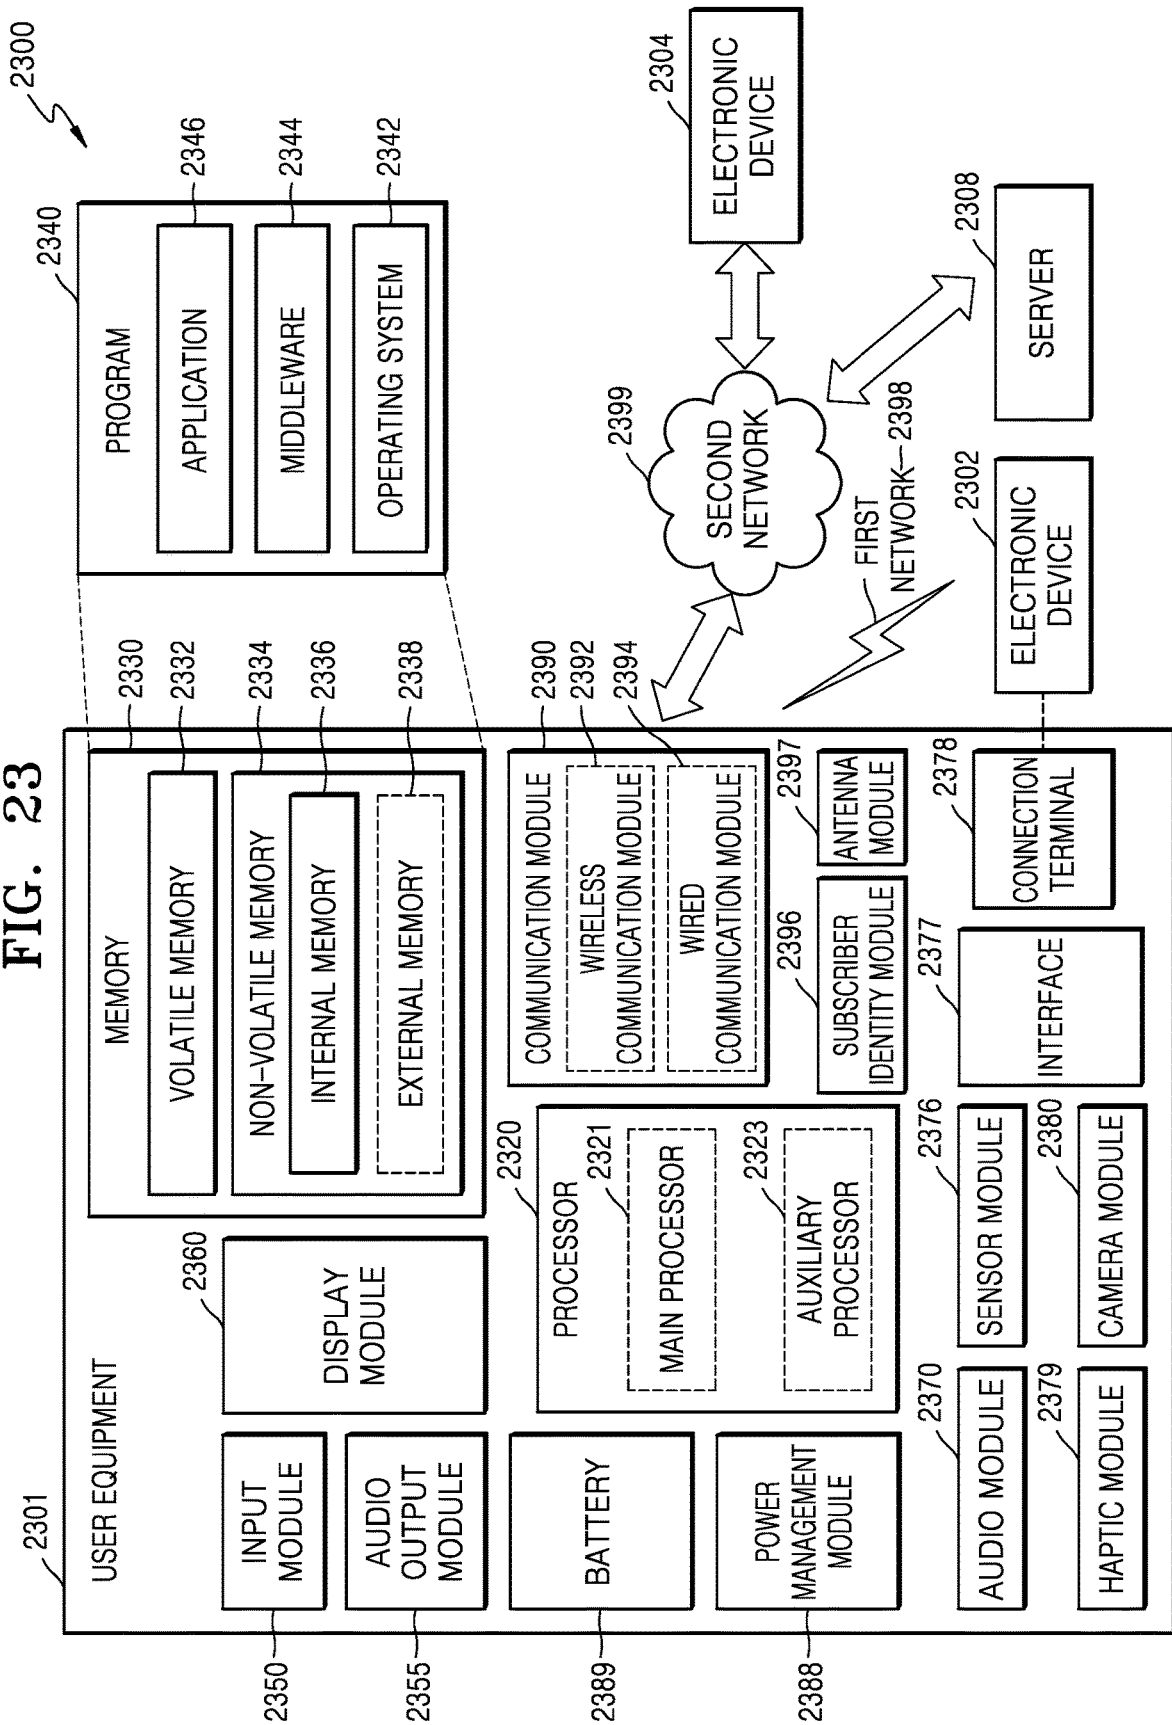 FIG. 23
2300
2301
USER EQUIPMENT
2340
PROGRAM
APPLICATION
2346
MIDDLEWARE
2344
OPERATING SYSTEM
2342
MEMORY
2330
VOLATILE MEMORY
2332
NON-VOLATILE MEMORY
2334
INTERNAL MEMORY
2336
EXTERNAL MEMORY
2338
2350
INPUT
MODULE
2360
DISPLAY
MODULE
2355
AUDIO
OUTPUT
MODULE
2389
BATTERY
2388
POWER
MANAGEMENT
MODULE
2320
PROCESSOR
2321
MAIN PROCESSOR
2323
AUXILIARY
PROCESSOR
2390
COMMUNICATION MODULE
2392
WIRELESS
COMMUNICATION MODULE
2394
WIRED
COMMUNICATION MODULE
2396
SUBSCRIBER
IDENTITY MODULE
2397
ANTENNA
MODULE
2370
AUDIO MODULE
2376
SENSOR MODULE
2377
INTERFACE
2378
CONNECTION
TERMINAL
2379
HAPTIC MODULE
2380
CAMERA MODULE
2399
SECOND
NETWORK
FIRST
NETWORK
2398
2304
ELECTRONIC
DEVICE
2302
ELECTRONIC
DEVICE
2308
SERVER